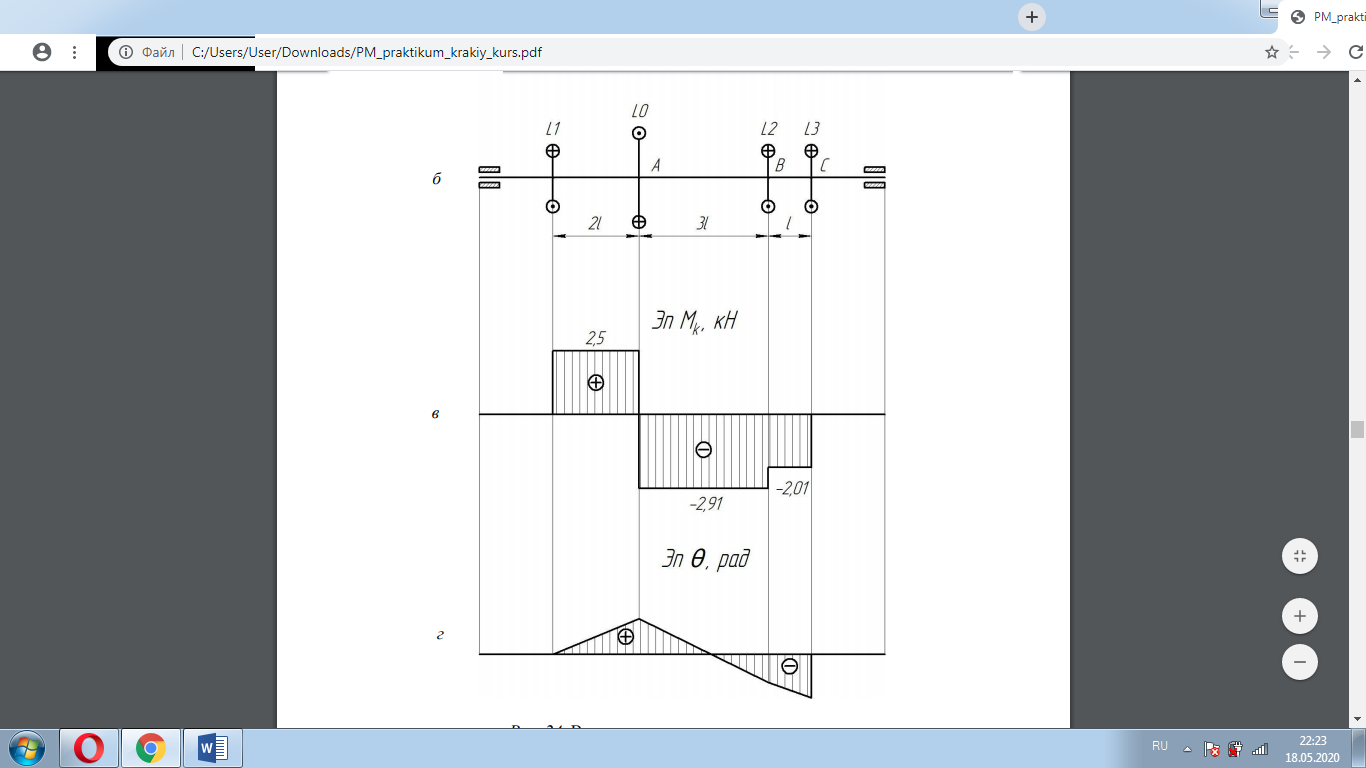 PM_prakti
Файл C:/Users/User/Downloads/PM_praktikum_krakiy_kurs.pdf
L0
L1 L2 L3
A B C
б
2l 3l l
Эп Mk, кН
2,5
в
-2,01
-2,91
Эп θ, рад
г
RU
22:23
18.05.2020